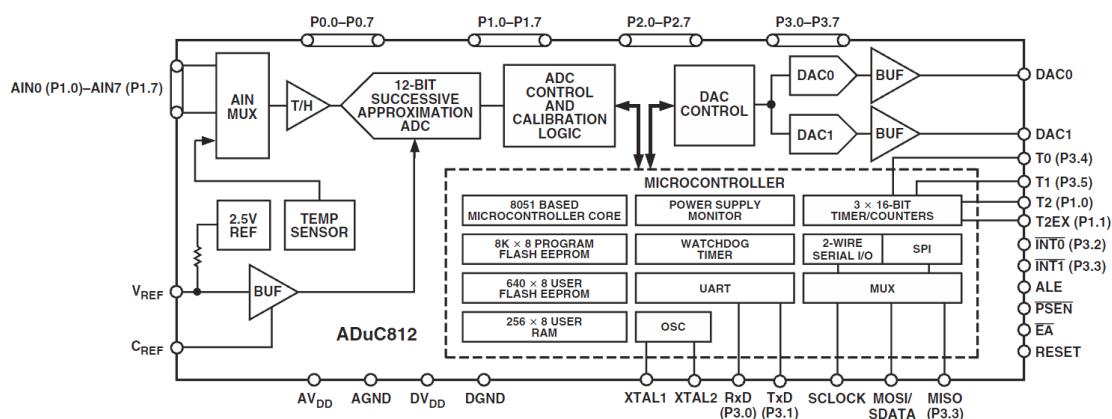 P0.0–P0.7
P1.0–P1.7
P2.0–P2.7
P3.0–P3.7
AIN0 (P1.0)–AIN7 (P1.7)
AIN
MUX
T/H
12-BIT
SUCCESSIVE
APPROXIMATION
ADC
ADC
CONTROL
AND
CALIBRATION
LOGIC
DAC
CONTROL
DAC0
BUF
DAC0
DAC1
BUF
DAC1
T0 (P3.4)
T1 (P3.5)
T2 (P1.0)
T2EX (P1.1)
INT0 (P3.2)
INT1 (P3.3)
ALE
PSEN
EA
RESET
2.5V
REF
TEMP
SENSOR
VREF
BUF
CREF
ADuC812
MICROCONTROLLER
8051 BASED
MICROCONTROLLER CORE
POWER SUPPLY
MONITOR
3 × 16-BIT
TIMER/COUNTERS
8K × 8 PROGRAM
FLASH EEPROM
WATCHDOG
TIMER
2-WIRE
SERIAL I/O
SPI
640 × 8 USER
FLASH EEPROM
UART
MUX
256 × 8 USER
RAM
OSC
AVDD
AGND
DVDD
DGND
XTAL1
XTAL2
RxD
(P3.0)
TxD
(P3.1)
SCLOCK
MOSI/
SDATA
MISO
(P3.3)